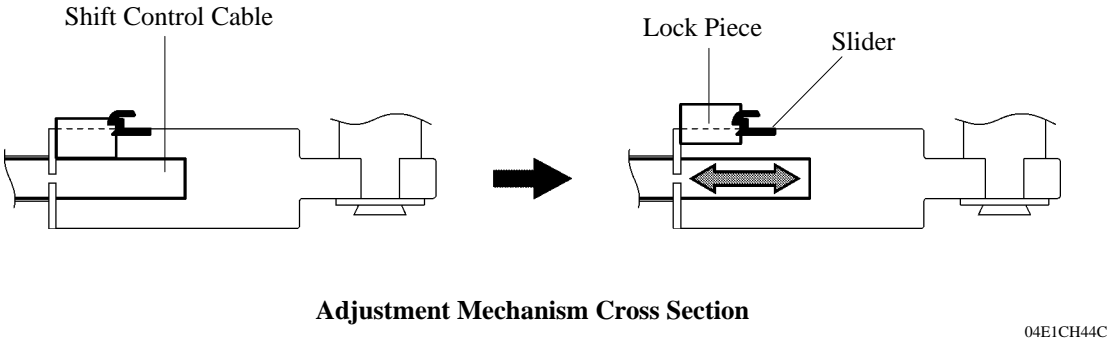 Shift Control Cable
Lock Piece
Slider
Adjustment Mechanism Cross Section
04E1CH44C